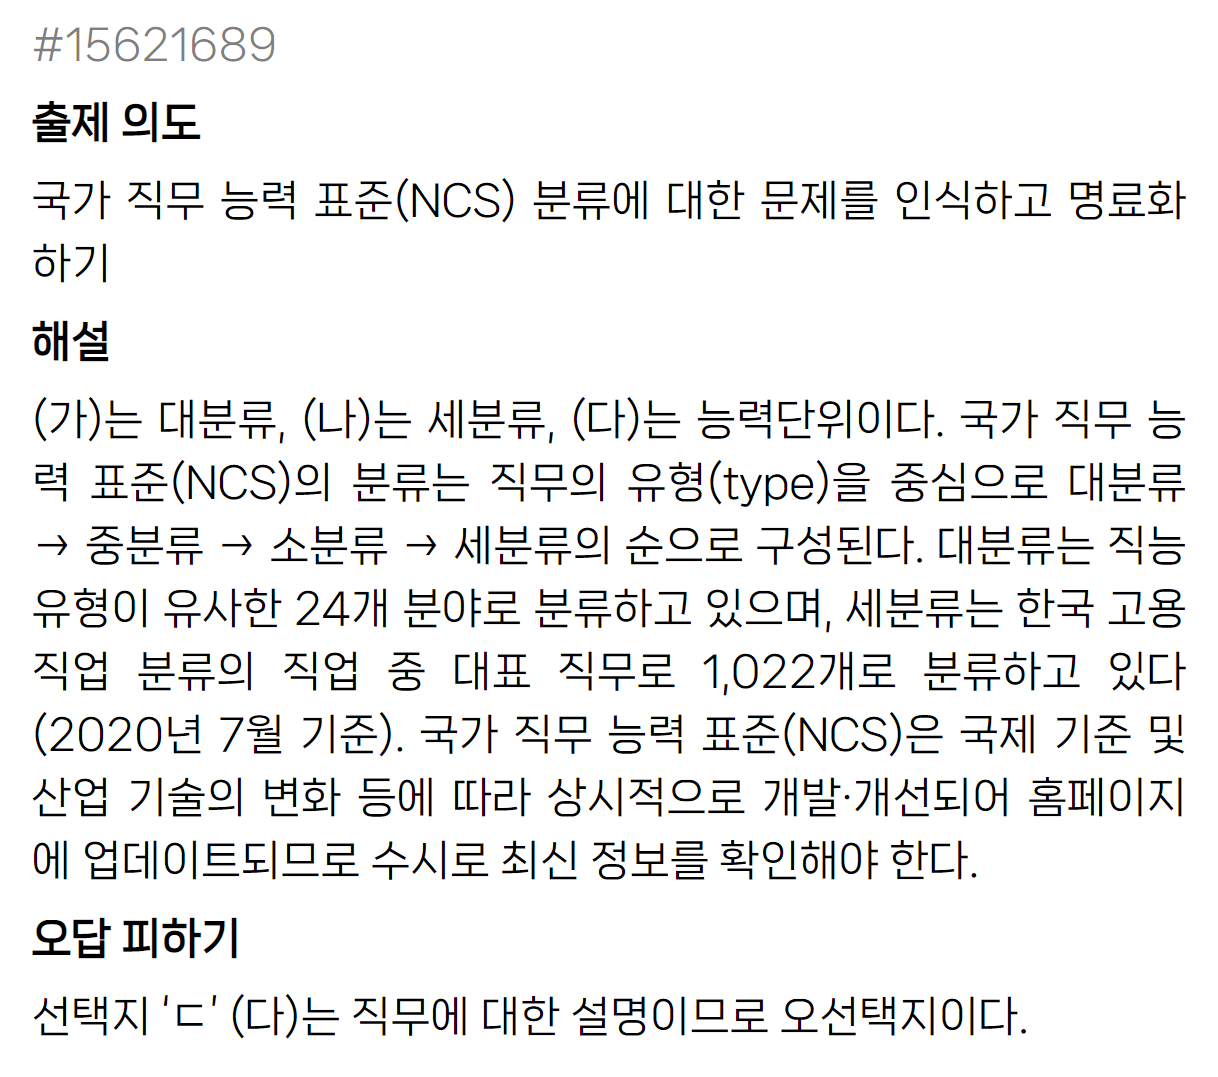 #15621689
출제 의도
국가 직무 능력 표준(NCS) 분류에 대한 문제를 인식하고 명료화
하기
해설
(가)는 대분류, (나)는 세분류, (다)는 능력단위이다. 국가 직무 능
력 표준(NCS)의 분류는 직무의 유형(type)을 중심으로 대분류
→ 중분류 → 소분류 → 세분류의 순으로 구성된다. 대분류는 직능
유형이 유사한 24개 분야로 분류하고 있으며, 세분류는 한국 고용
직업 분류의 직업 중 대표 직무로 1,022개로 분류하고 있다
(2020년 7월 기준). 국가 직무 능력 표준(NCS)은 국제 기준 및
산업 기술의 변화 등에 따라 상시적으로 개발·개선되어 홈페이지
에 업데이트되므로 수시로 최신 정보를 확인해야 한다.
오답 피하기
선택지 ‘ㄷ’ (다)는 직무에 대한 설명이므로 오선택지이다.